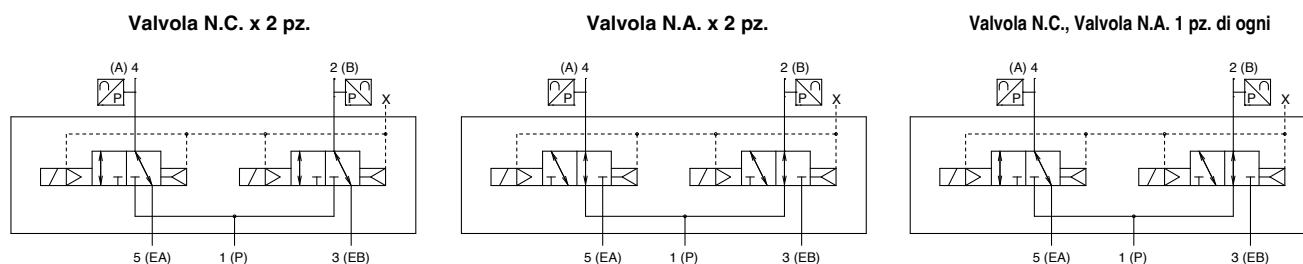 Valvola N.C. x 2 pz.
(A) 4
2 (B)
P
P
X
5 (EA)
1 (P)
3 (EB)
Valvola N.A. x 2 pz.
(A) 4
2 (B)
P
P
X
5 (EA)
1 (P)
3 (EB)
Valvola N.C., Valvola N.A. 1 pz. di ogni
(A) 4
2 (B)
P
P
X
5 (EA)
1 (P)
3 (EB)